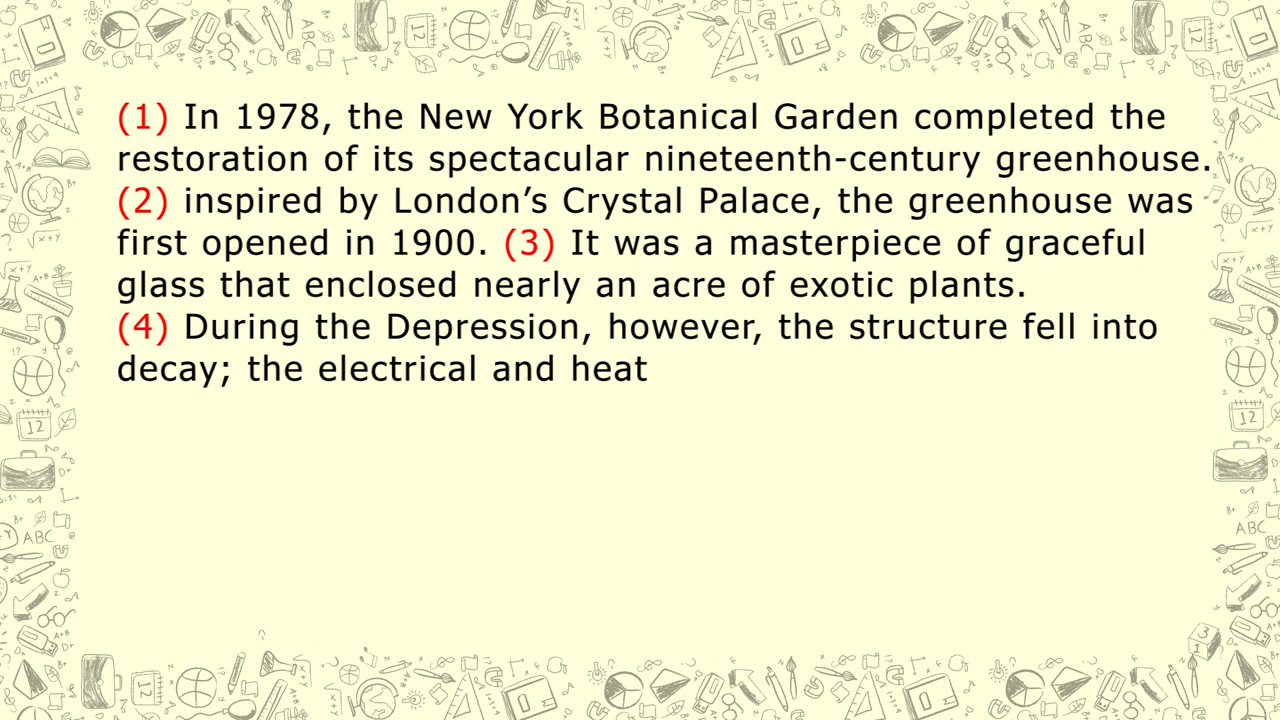 (1) In 1978, the New York Botanical Garden completed the
restoration of its spectacular nineteenth-century greenhouse.
(2) inspired by London’s Crystal Palace, the greenhouse was
first opened in 1900. (3) It was a masterpiece of graceful
glass that enclosed nearly an acre of exotic plants.
(4) During the Depression, however, the structure fell into
decay; the electrical and heat